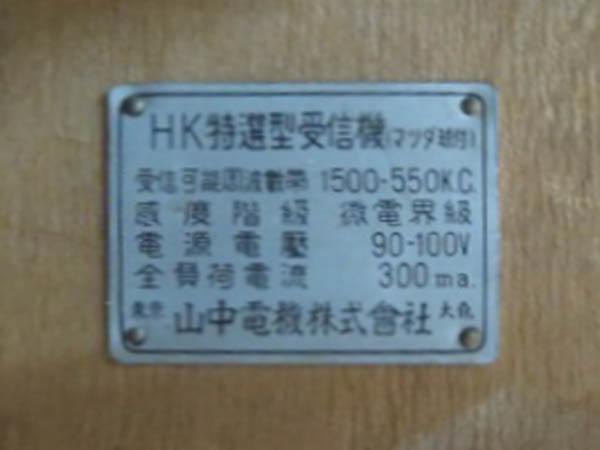 HK特選型受信機(マツダ球付)
受信可能周波數帶 1500-550K.C.
感度階級 微電界級
電源電壓 90-100V
全負荷電流 300ma.
東京 山中電機株式會社 大阪